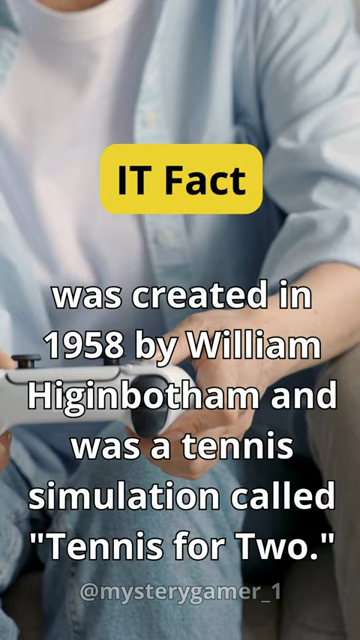 IT Fact
was created in
1958 by William
Higinbotham and
was a tennis
simulation called
"Tennis for Two."
@mysterygamer_1